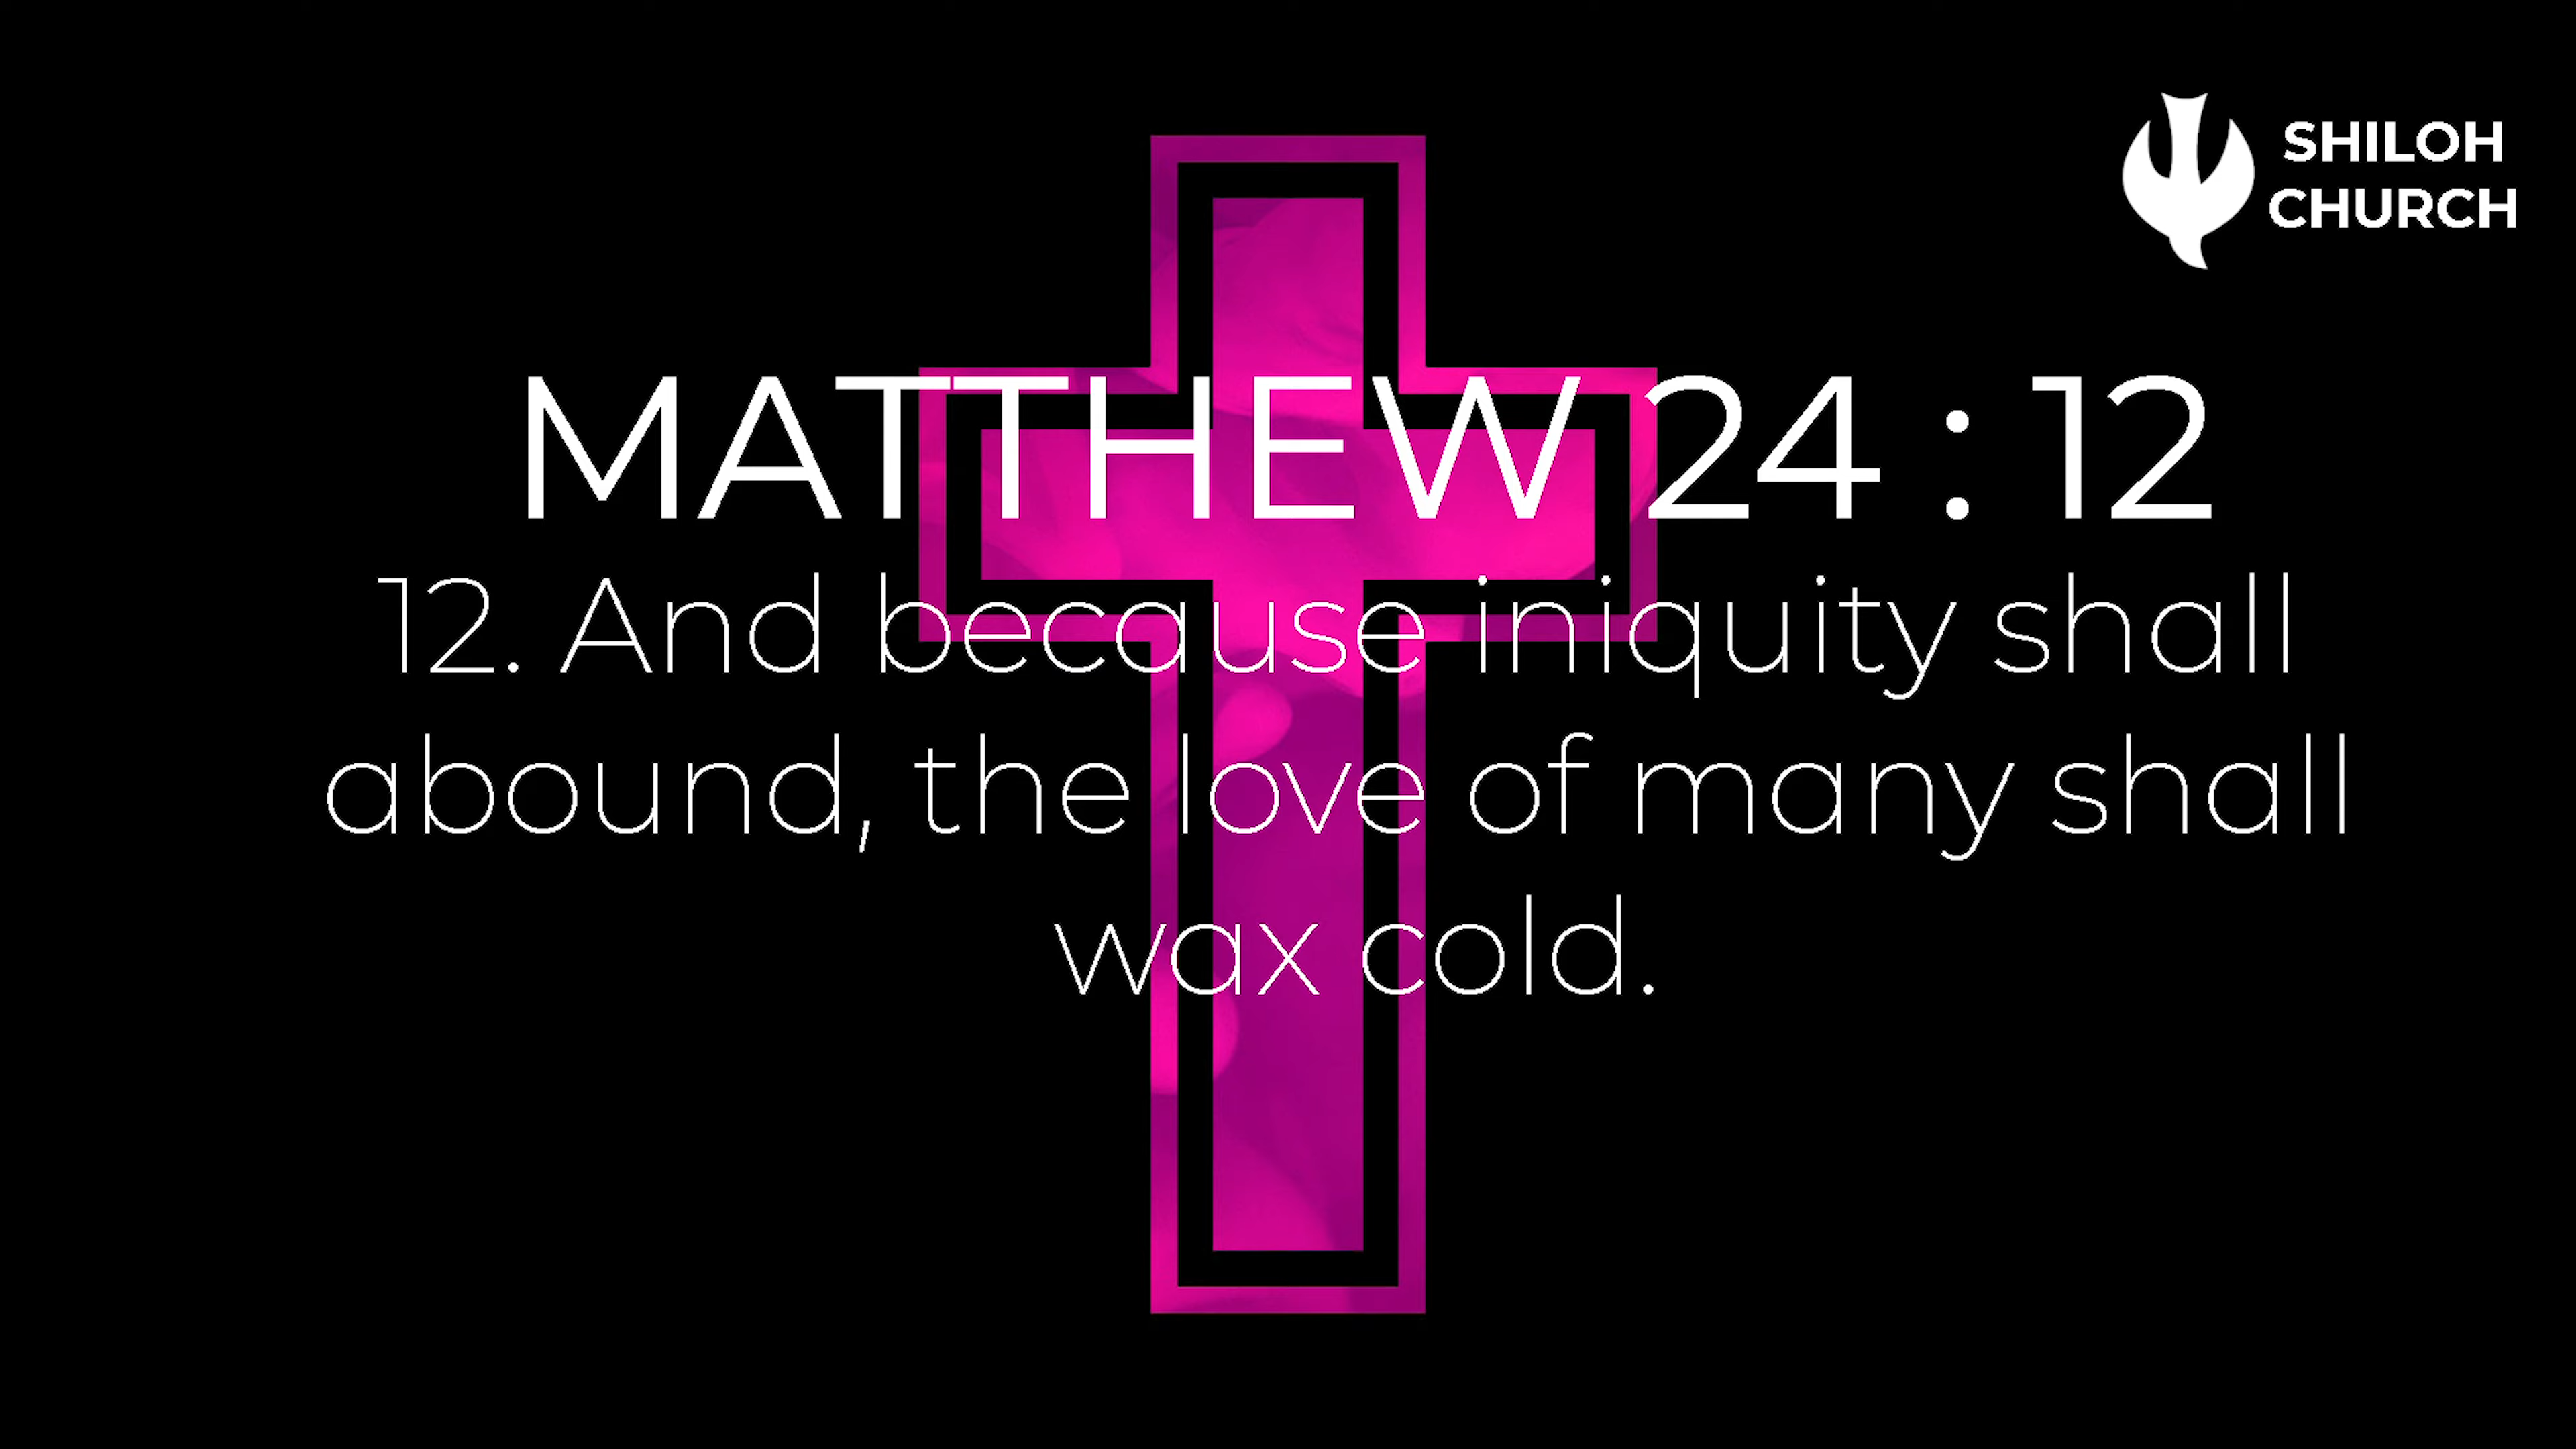 SHILOH
CHURCH
MATTHEW 24 : 12
12. And because iniquity shall
abound, the love of many shall
wax cold.